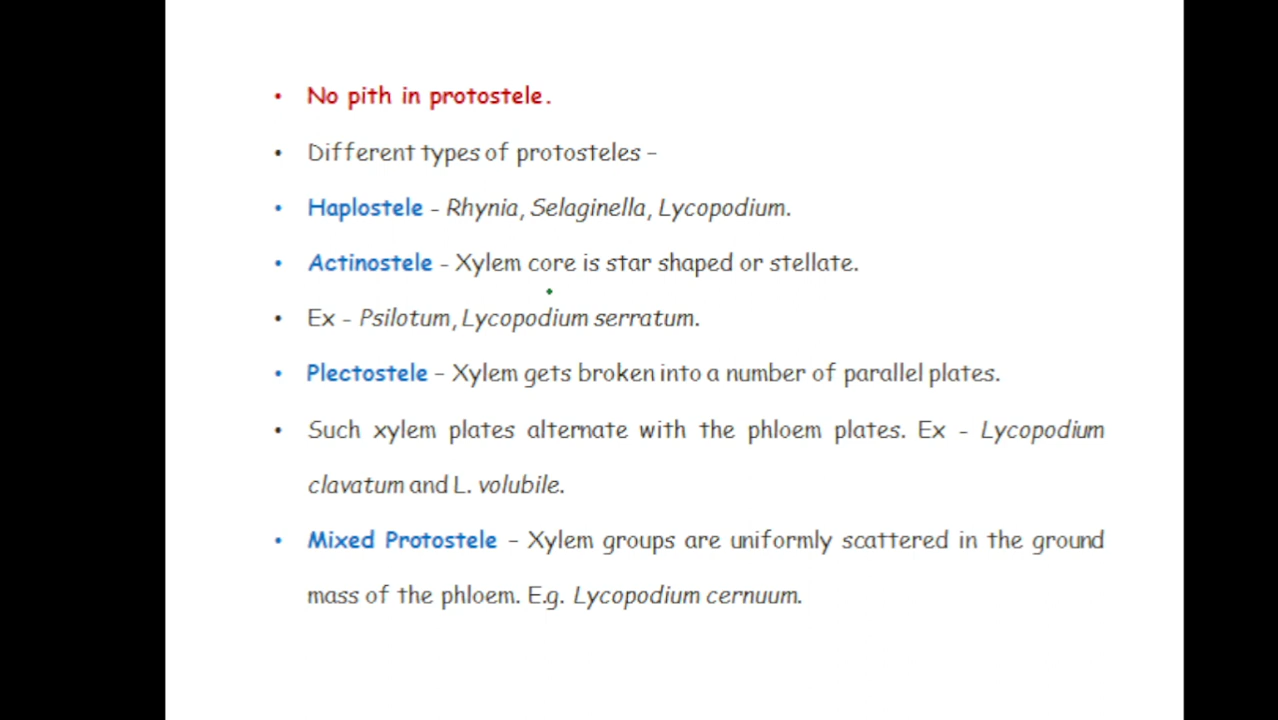 • No pith in protostele.
• Different types of protosteles –
• Haplostele - Rhynia, Selaginella, Lycopodium.
• Actinostele - Xylem core is star shaped or stellate.
• Ex - Psilotum, Lycopodium serratum.
• Plectostele – Xylem gets broken into a number of parallel plates.
• Such xylem plates alternate with the phloem plates. Ex - Lycopodium
clavatum and L. volubile.
• Mixed Protostele – Xylem groups are uniformly scattered in the ground
mass of the phloem. E.g. Lycopodium cernuum.